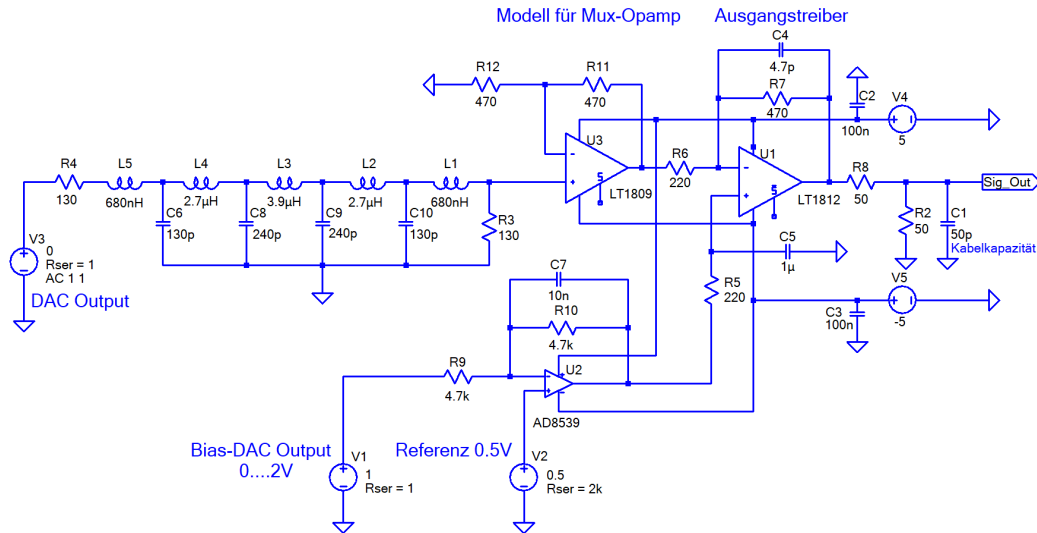 Modell für Mux-Opamp
Ausgangstreiber
C4
4.7p
R12
470
R11
470
R7
470
C2
100n
V4
5
U3
LT1809
R6
220
U1
LT1812
R8
50
Sig_Out
R4
130
L5
680nH
L4
2.7µH
L3
3.9µH
L2
2.7µH
L1
680nH
C6
130p
C8
240p
C9
240p
C10
130p
R3
130
R2
50
C1
50p
Kabelkapazität
V3
0
Rser = 1
AC 1 1
DAC Output
C5
1µ
C7
10n
R5
220
V5
-5
C3
100n
R10
4.7k
R9
4.7k
U2
AD8539
Bias-DAC Output
0....2V
Referenz 0.5V
V1
1
Rser = 1
V2
0.5
Rser = 2k